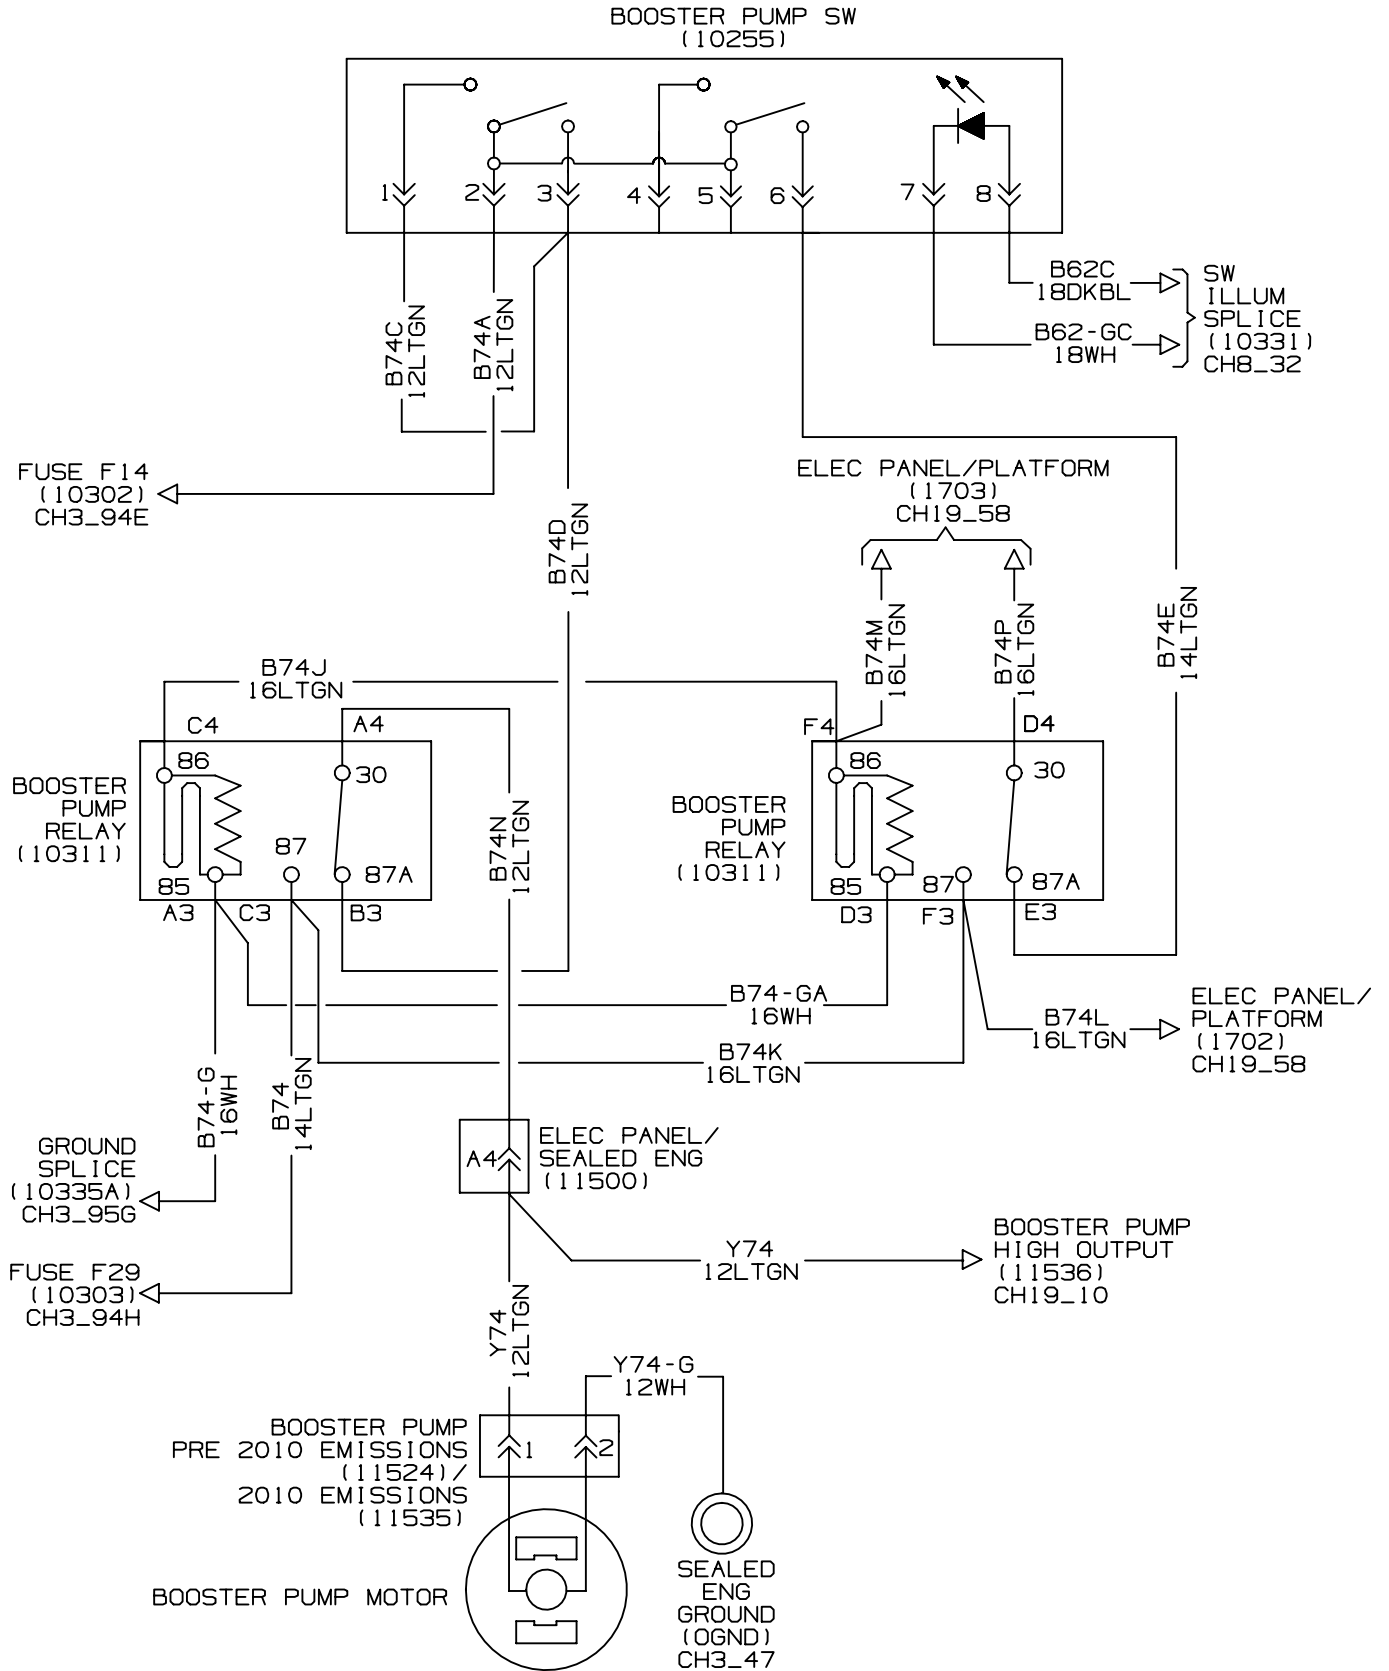 BOOSTER PUMP SW
(10255)
1
2
3
4
5
6
7
8
B62C
18DKBL
B62-GC
18WH
SW
ILLUM
SPLICE
(10331)
CH8_32
B74C
12LTGN
B74A
12LTGN
FUSE F14
(10302)
CH3_94E
ELEC PANEL/PLATFORM
(1703)
CH19_58
B74D
12LTGN
B74M
16LTGN
B74P
16LTGN
B74E
14LTGN
B74J
16LTGN
C4
A4
F4
D4
BOOSTER
PUMP
RELAY
(10311)
86
30
87
85
87A
A3
C3
B3
B74N
12LTGN
BOOSTER
PUMP
RELAY
(10311)
86
30
85
87
87A
D3
F3
E3
B74-GA
16WH
B74K
16LTGN
B74L
16LTGN
ELEC PANEL/
PLATFORM
(1702)
CH19_58
B74-G
16WH
B74
14LTGN
GROUND
SPLICE
(10335A)
CH3_95G
A4
ELEC PANEL/
SEALED ENG
(11500)
FUSE F29
(10303)
CH3_94H
Y74
12LTGN
BOOSTER PUMP
HIGH OUTPUT
(11536)
CH19_10
Y74
12LTGN
Y74-G
12WH
BOOSTER PUMP
PRE 2010 EMISSIONS
(11524)/
2010 EMISSIONS
(11535)
1
2
BOOSTER PUMP MOTOR
SEALED
ENG
GROUND
(OGND)
CH3_47